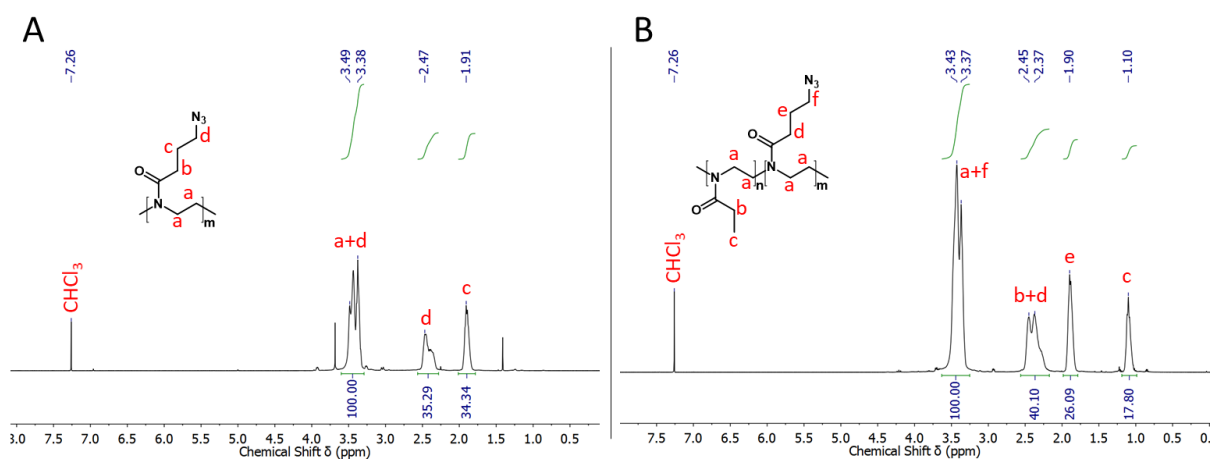 A
−7.26
3.49
3.38
−2.47
−1.91
N3
d
c
b
O
a
N
a
m
CHCl3
a+d
d
c
100.00
35.29
34.34
8.0 7.5 7.0 6.5 6.0 5.5 5.0 4.5 4.0 3.5 3.0 2.5 2.0 1.5 1.0 0.5
Chemical Shift δ (ppm)
B
−7.26
3.43
3.37
2.45
2.37
−1.90
−1.10
N3
f
e
d
O
a
a
N
a
n
N
a
m
O
b
c
CHCl3
a+f
b+d
e
c
100.00
40.10
26.09
17.80
7.5 7.0 6.5 6.0 5.5 5.0 4.5 4.0 3.5 3.0 2.5 2.0 1.5 1.0 0.5 0.
Chemical Shift δ (ppm)